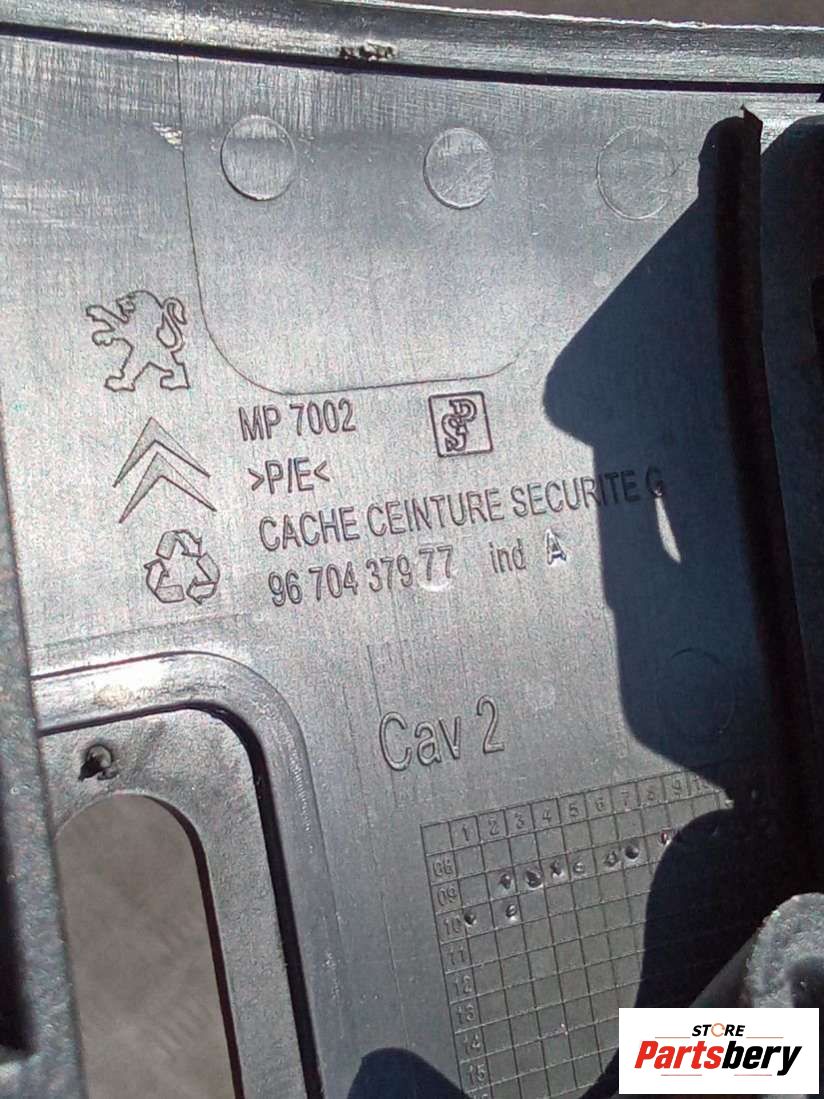 MP 7002
>P/E<
CACHE CEINTURE SECURITE G
96 704 379 77 ind A
Cav 2
1 2 3 4 5 6 7 8 9 10
08
09
10
11
12
13
14
15
STORE
Partsbery